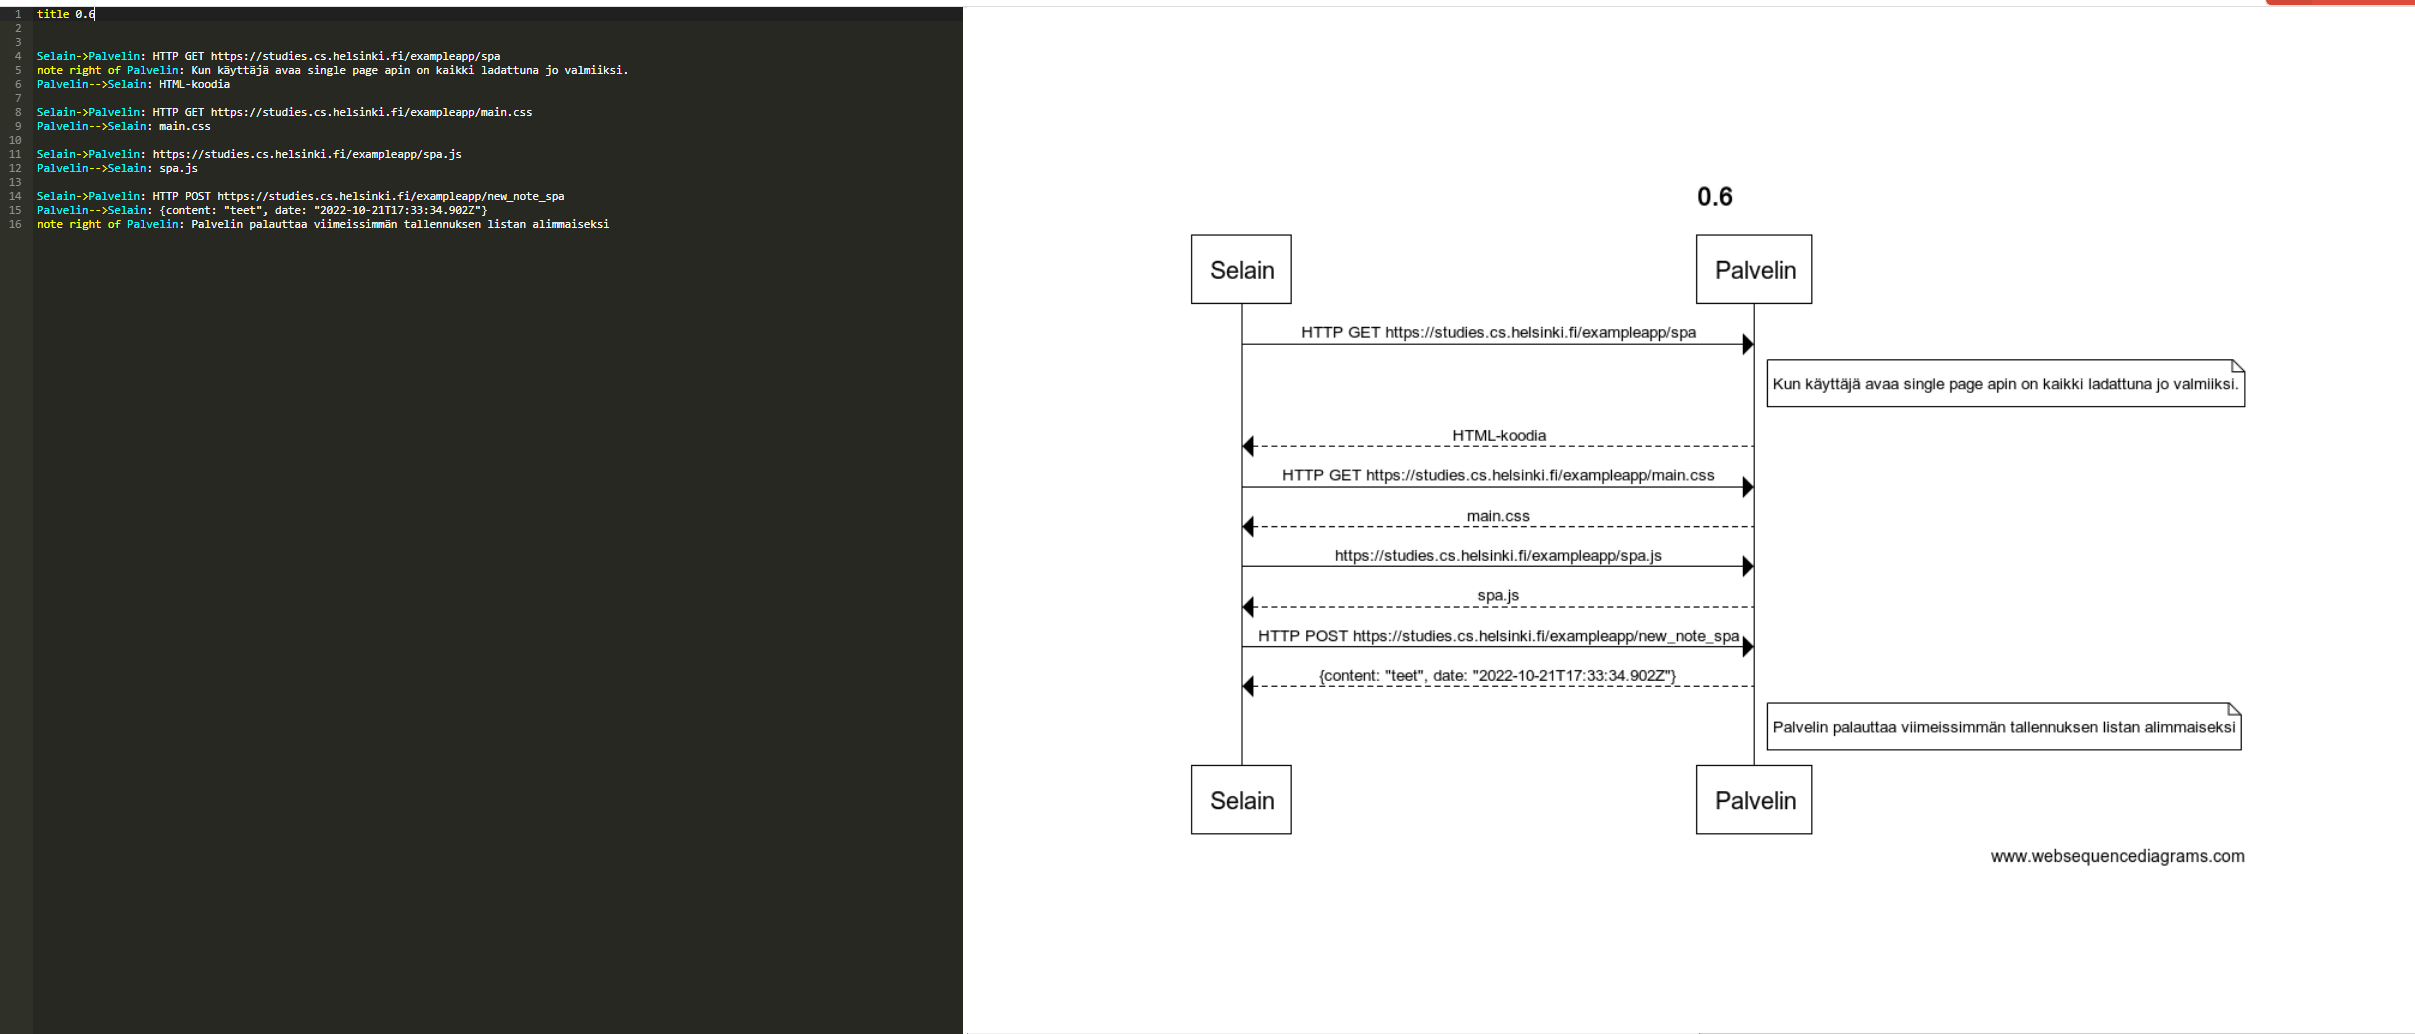 1 title 0.6
2
3
4 Selain->Palvelin: HTTP GET https://studies.cs.helsinki.fi/exampleapp/spa
5 note right of Palvelin: Kun käyttäjä avaa single page apin on kaikki ladattuna jo valmiiksi.
6 Palvelin-->Selain: HTML-koodia
7
8 Selain->Palvelin: HTTP GET https://studies.cs.helsinki.fi/exampleapp/main.css
9 Palvelin-->Selain: main.css
10
11 Selain->Palvelin: https://studies.cs.helsinki.fi/exampleapp/spa.js
12 Palvelin-->Selain: spa.js
13
14 Selain->Palvelin: HTTP POST https://studies.cs.helsinki.fi/exampleapp/new_note_spa
15 Palvelin-->Selain: {content: "teet", date: "2022-10-21T17:33:34.902Z"}
16 note right of Palvelin: Palvelin palauttaa viimeissimmän tallennuksen listan alimmaiseksi
0.6
Selain Palvelin
HTTP GET https://studies.cs.helsinki.fi/exampleapp/spa
Kun käyttäjä avaa single page apin on kaikki ladattuna jo valmiiksi.
HTML-koodia
HTTP GET https://studies.cs.helsinki.fi/exampleapp/main.css
main.css
https://studies.cs.helsinki.fi/exampleapp/spa.js
spa.js
HTTP POST https://studies.cs.helsinki.fi/exampleapp/new_note_spa
{content: "teet", date: "2022-10-21T17:33:34.902Z"}
Palvelin palauttaa viimeissimmän tallennuksen listan alimmaiseksi
Selain Palvelin
www.websequencediagrams.com